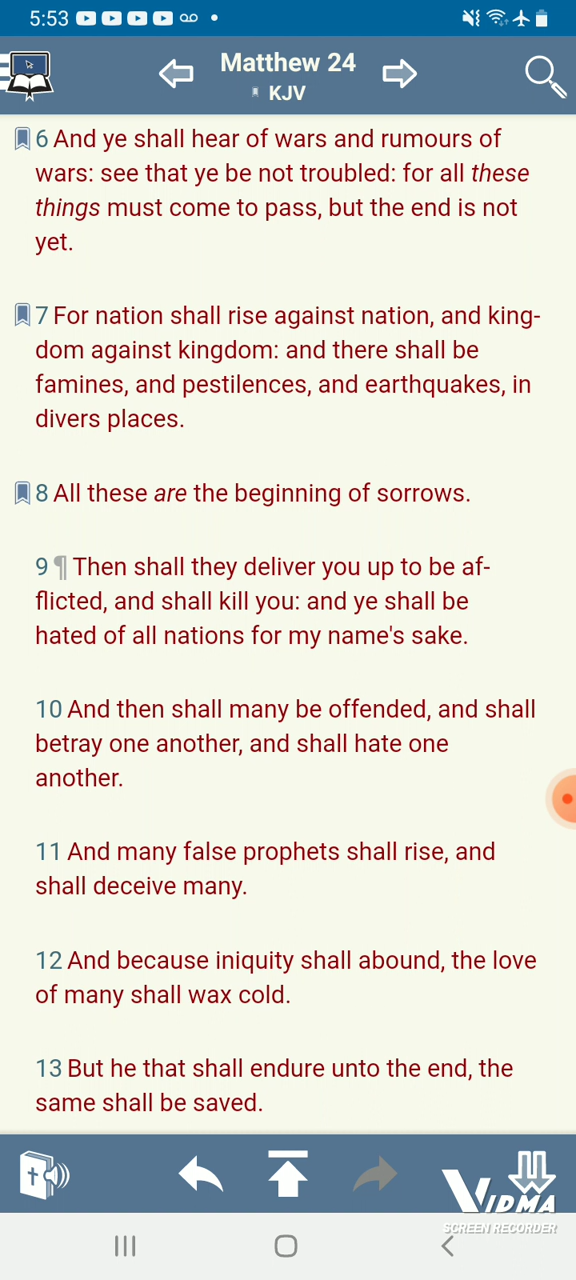 5:53
Matthew 24
KJV
6 And ye shall hear of wars and rumours of
wars: see that ye be not troubled: for all these
things must come to pass, but the end is not
yet.
7 For nation shall rise against nation, and king-
dom against kingdom: and there shall be
famines, and pestilences, and earthquakes, in
divers places.
8 All these are the beginning of sorrows.
9 ¶ Then shall they deliver you up to be af-
flicted, and shall kill you: and ye shall be
hated of all nations for my name's sake.
10 And then shall many be offended, and shall
betray one another, and shall hate one
another.
11 And many false prophets shall rise, and
shall deceive many.
12 And because iniquity shall abound, the love
of many shall wax cold.
13 But he that shall endure unto the end, the
same shall be saved.
VIDMA
SCREEN RECORDER